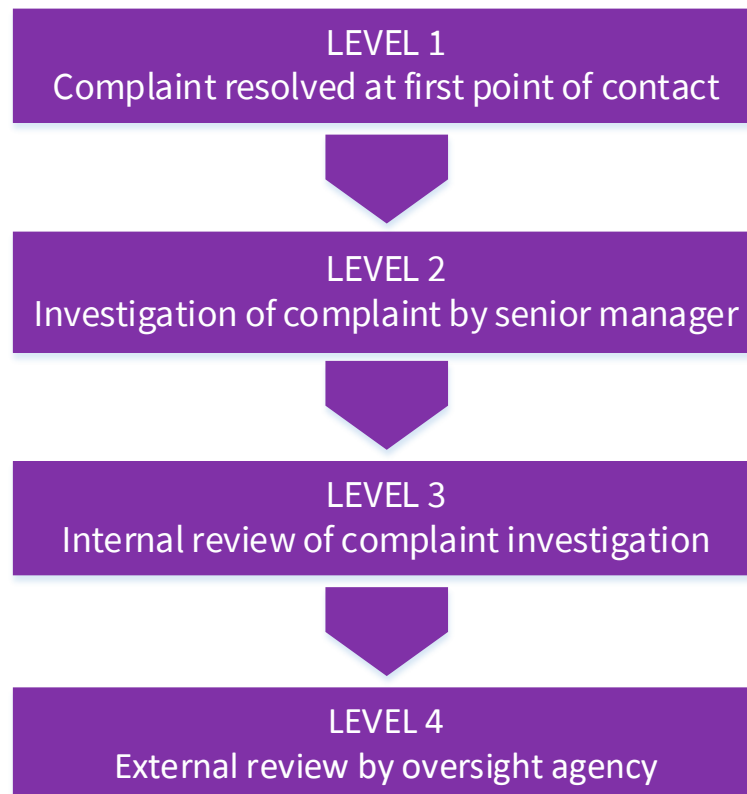 LEVEL 1
Complaint resolved at first point of contact
LEVEL 2
Investigation of complaint by senior manager
LEVEL 3
Internal review of complaint investigation
LEVEL 4
External review by oversight agency